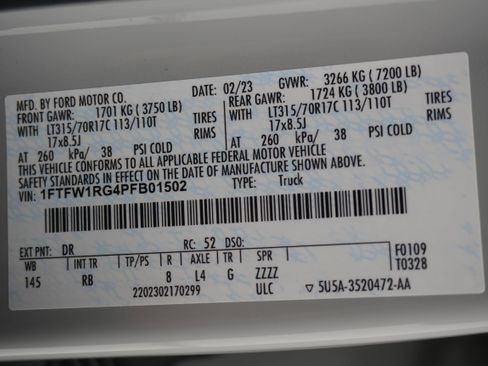 MFD. BY FORD MOTOR CO. DATE: 02/23 GVWR: 3266 KG ( 7200 LB)
FRONT GAWR: 1701 KG ( 3750 LB) REAR GAWR: 1724 KG ( 3800 LB)
WITH LT315/70R17C 113/110T TIRES WITH LT315/70R17C 113/110T TIRES
17x8.5J RIMS 17x8.5J RIMS
AT 260 kPa/ 38 AT 260 kPa/ 38
THIS VEHICLE CONFORMS TO ALL APPLICABLE FEDERAL MOTOR VEHICLE
SAFETY STANDARDS IN EFFECT ON THE DATE OF MANUFACTURE SHOWN ABOVE.
VIN: 1FTFW1RG4PFB01502 TYPE: Truck
EXT PNT: DR RC: 52 DSO: F0109
WB INT TR TP/PS R AXLE TR SPR T0328
145 RB 8 L4 G ZZZZ
2202302170299 ULC 5U5A-3520472-AA